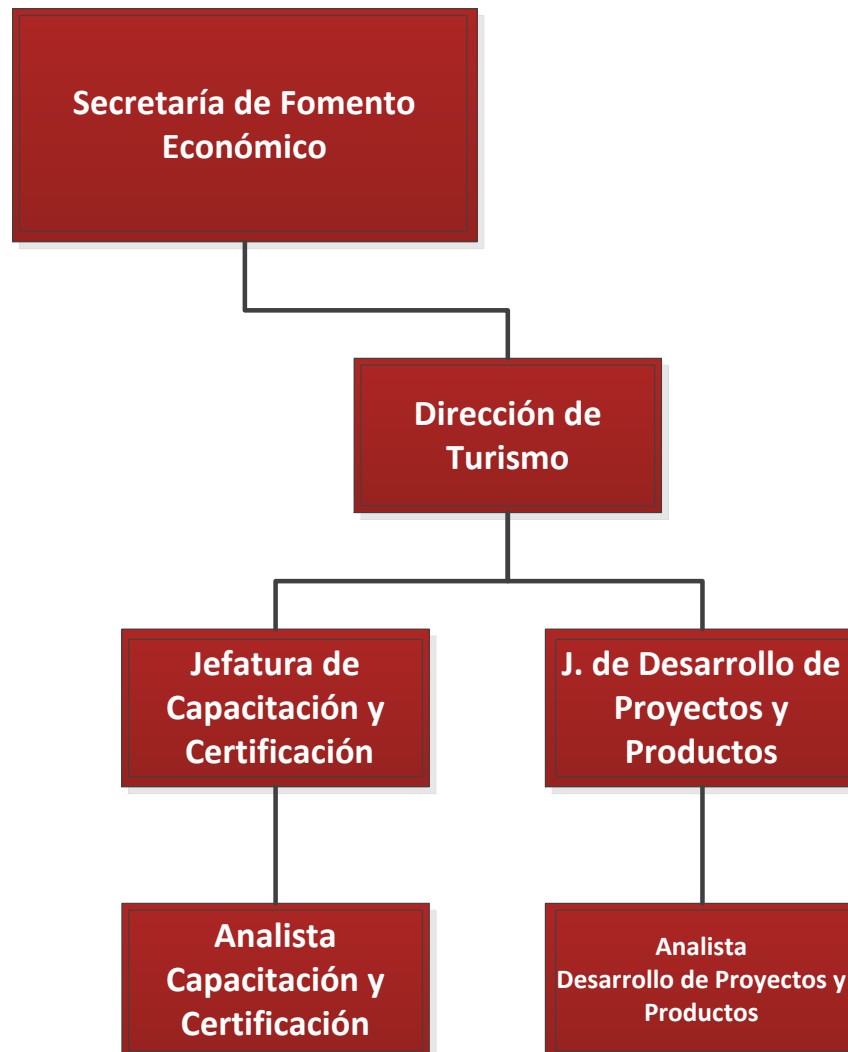 Secretaría de Fomento
Económico
Dirección de
Turismo
Jefatura de
Capacitación y
Certificación
J. de Desarrollo de
Proyectos y
Productos
Analista
Capacitación y
Certificación
Analista
Desarrollo de Proyectos y
Productos